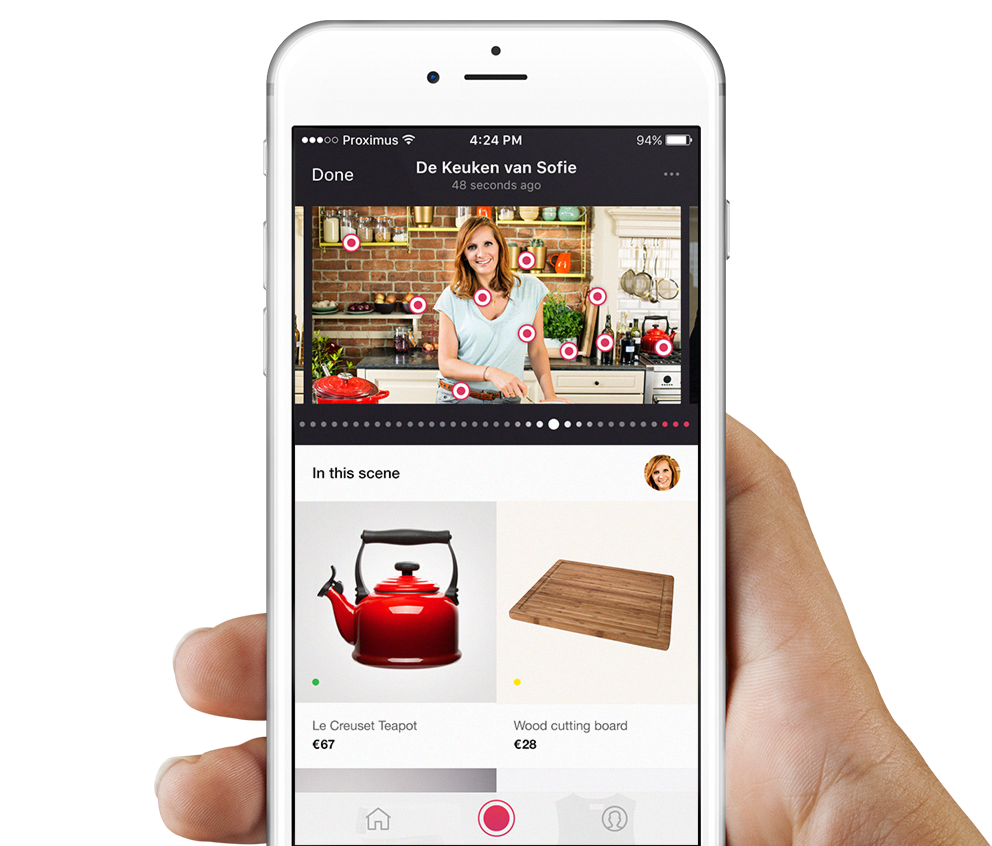 Proximus 4:24 PM 94%
Done De Keuken van Sofie
48 seconds ago
In this scene
Le Creuset Teapot Wood cutting board
€67 €28